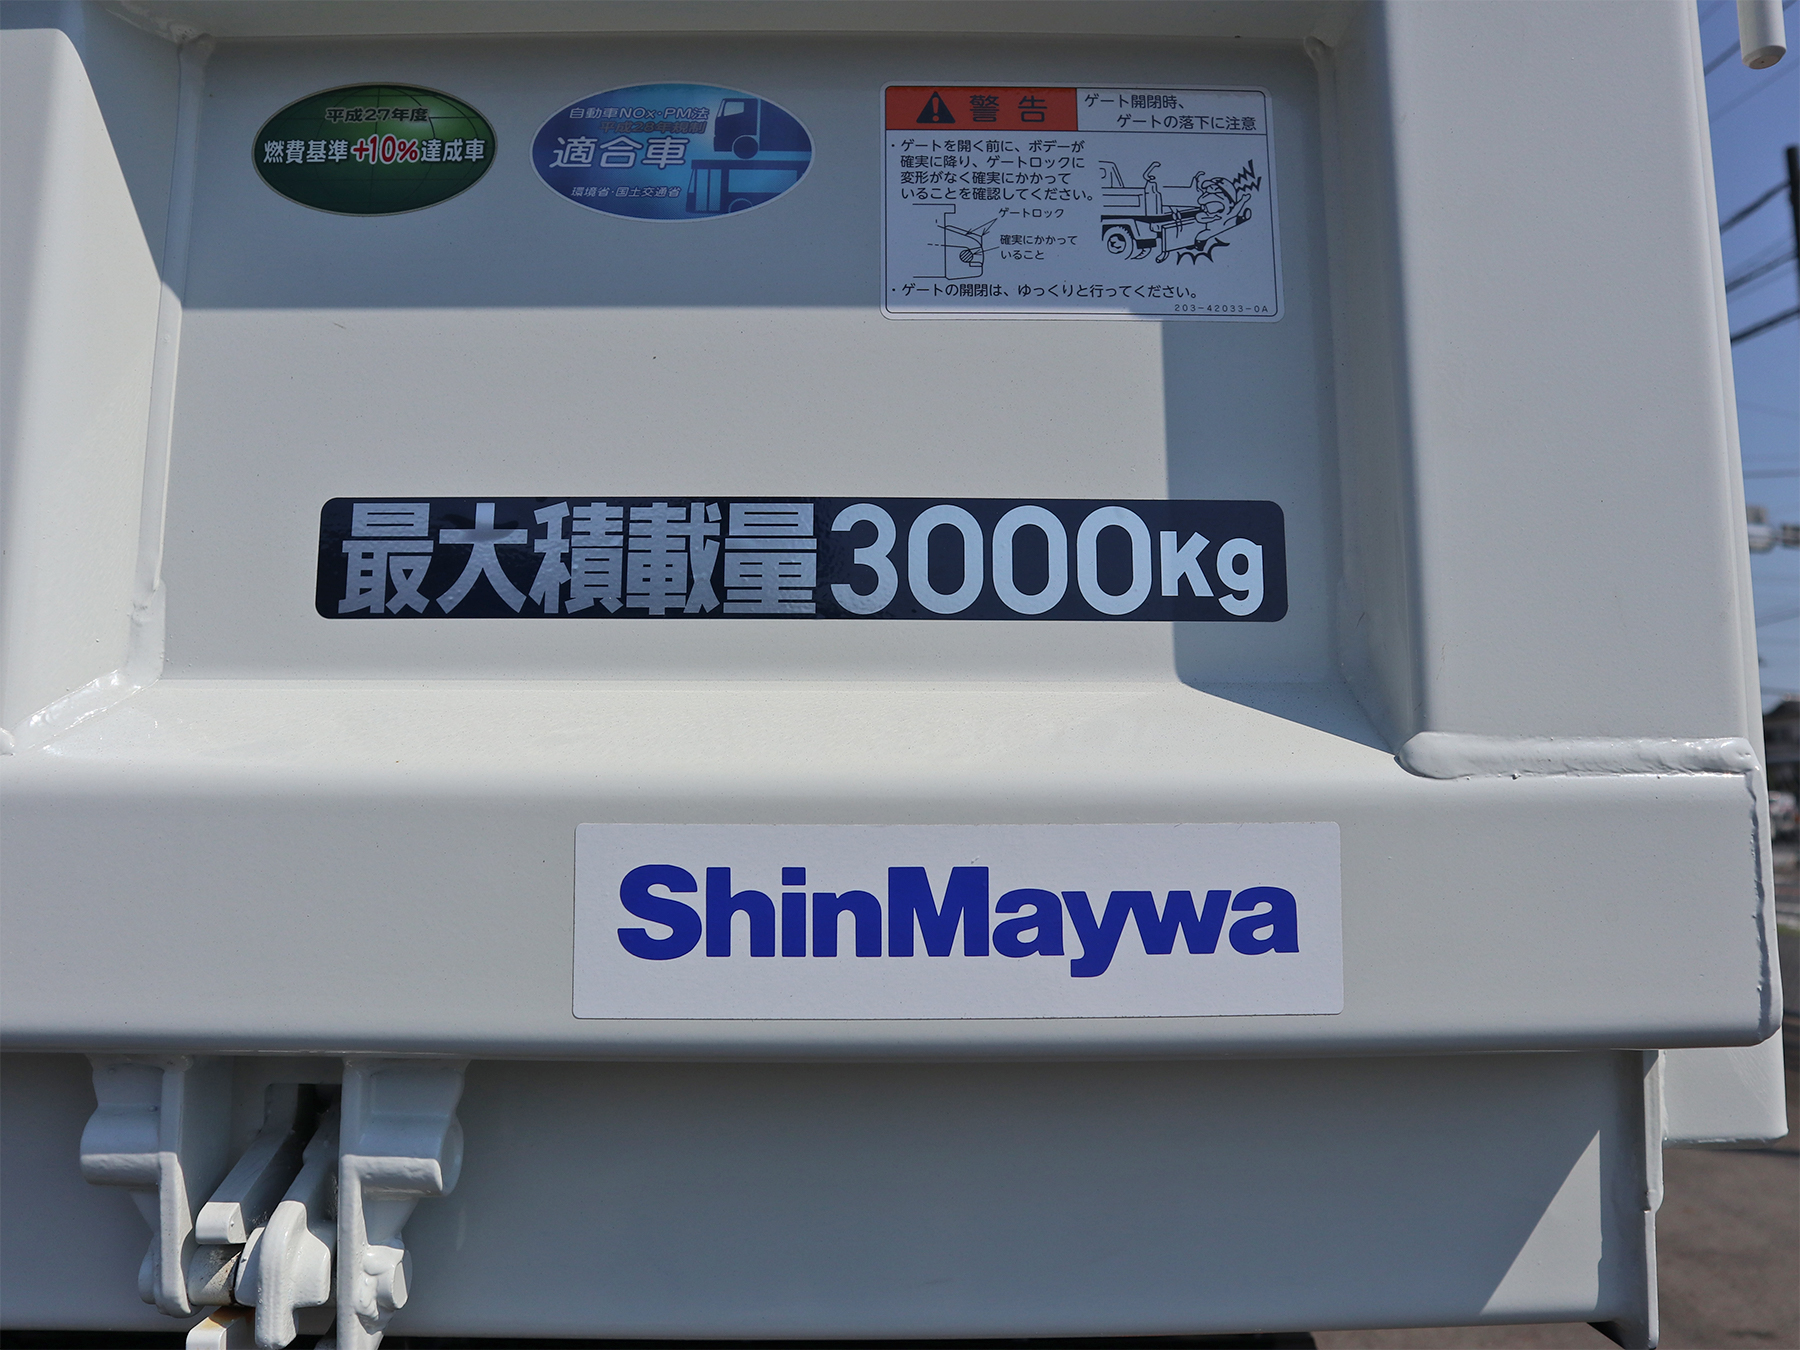 平成27年度
燃費基準+10%達成車
自動車NOx・PM法
平成28年規制
適合車
環境省・国土交通省
警告
ゲート開閉時、
ゲートの落下に注意
・ゲートを開く前に、ボデーが
確実に降り、ゲートロックに
変形がなく確実にかかって
いることを確認してください。
ゲートロック
確実にかかって
いること
・ゲートの開閉は、ゆっくりと行ってください。
203-42033-0A
最大積載量3000Kg
ShinMaywa